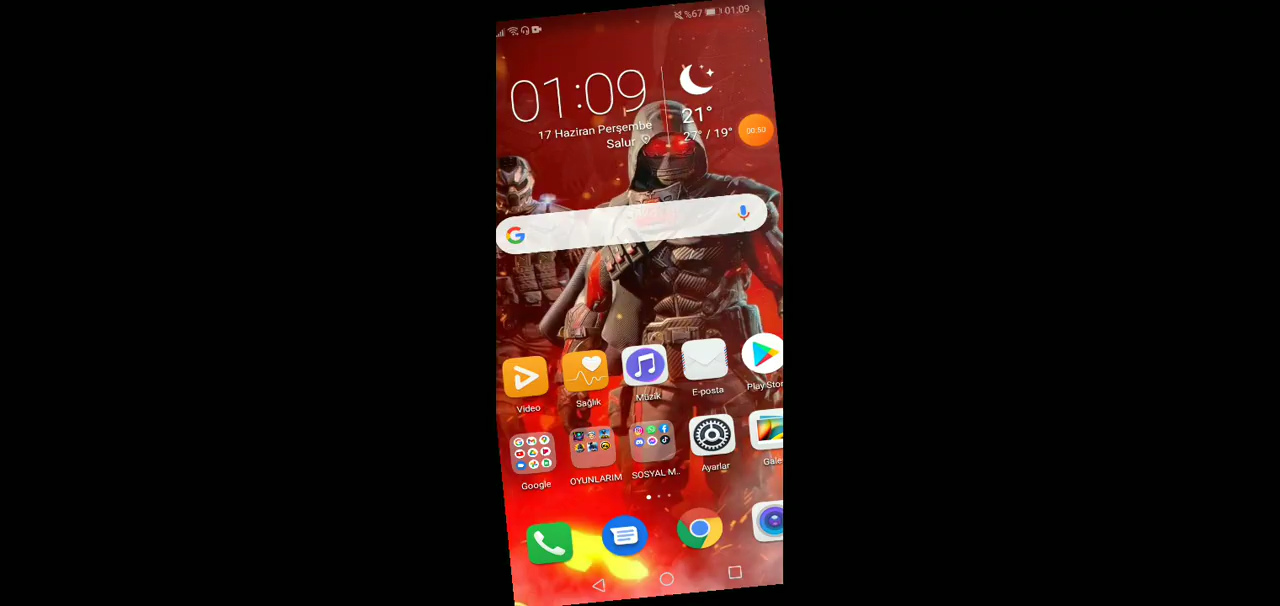 %67 01:09
01:09
17 Haziran Perşembe
Salur
21°
27° / 19°
00:50
G
Video
Sağlık
Müzik
E-posta
Play Sto
Google
OYUNLARIM
SOSYAL M..
Ayarlar
Gale